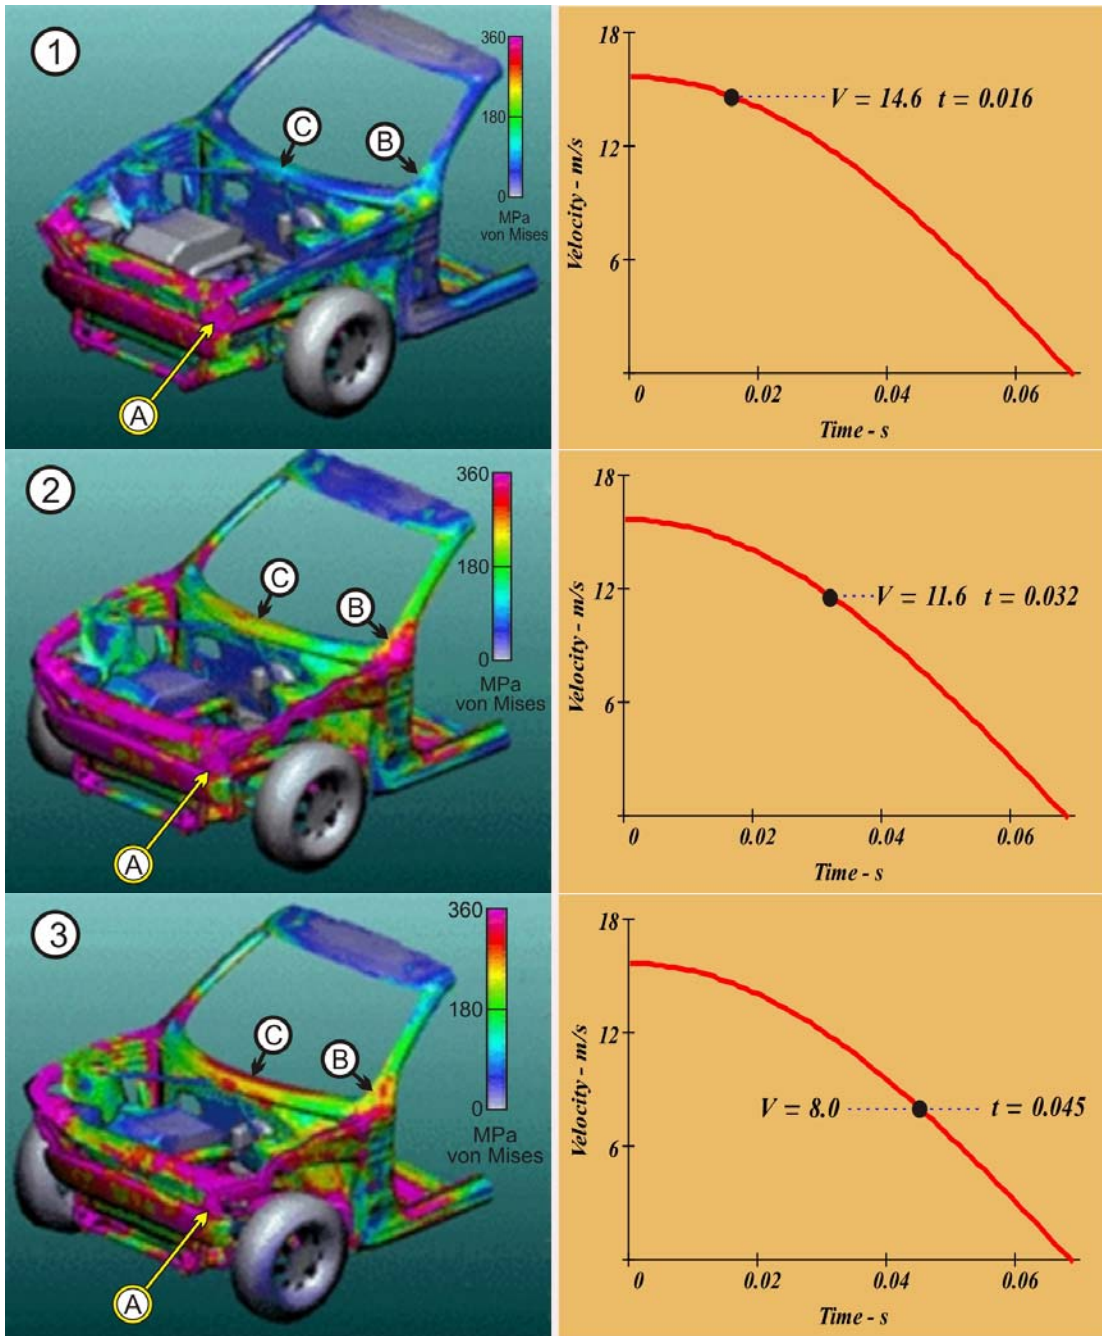 1
360
180
0
MPa
von Mises
C
B
A
18
12
6
0
0.02
0.04
0.06
Velocity - m/s
Time - s
V = 14.6 t = 0.016
2
360
180
0
MPa
von Mises
C
B
A
18
12
6
0
0.02
0.04
0.06
Velocity - m/s
Time - s
V = 11.6 t = 0.032
3
360
180
0
MPa
von Mises
C
B
A
18
12
6
0
0.02
0.04
0.06
Velocity - m/s
Time - s
V = 8.0 t = 0.045